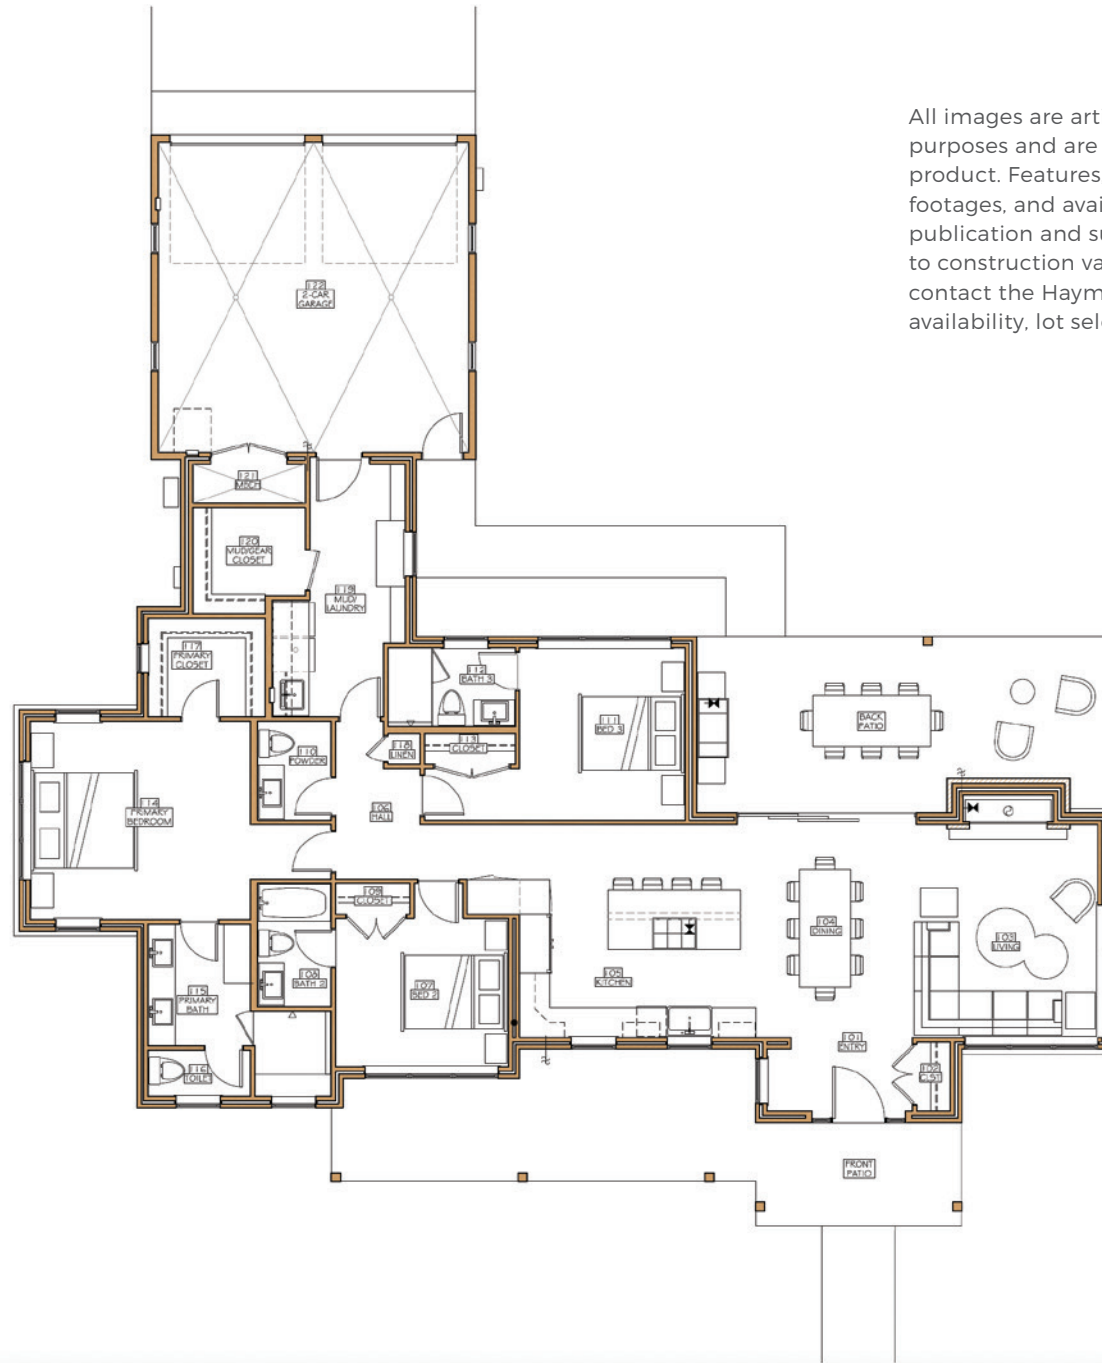 All images are art
purposes and are
product. Features
footages, and avai
publication and su
to construction va
contact the Haym
availability, lot sel
122
2-CAR
GARAGE
121
MECH
120
MUD/GEAR
CLOSET
119
MUD/
LAUNDRY
117
PRIMARY
CLOSET
112
BATH 3
111
BED 3
BACK
PATIO
110
POWDER
118
LINEN
113
CLOSET
114
PRIMARY
BEDROOM
106
HALL
109
CLOSET
104
DINING
103
LIVING
108
BATH 2
107
BED 2
105
KITCHEN
115
PRIMARY
BATH
101
ENTRY
116
TOILET
102
CLST
FRONT
PATIO